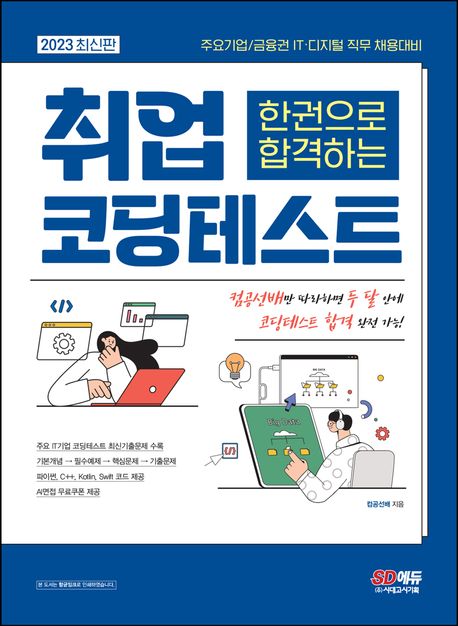 2023 최신판
주요기업/금융권 IT·디지털 직무 채용대비
취업
한권으로
합격하는
코딩테스트
컴공선배만 따라하면 두 달 안에
코딩테스트 합격 완전 가능!
</>
BIG DATA
Big Data
주요 IT기업 코딩테스트 최신기출문제 수록
기본개념 → 필수예제 → 핵심문제 → 기출문제
파이썬, C++, Kotlin, Swift 코드 제공
AI면접 무료쿠폰 제공
컴공선배 지음
본 도서는 항균잉크로 인쇄하였습니다.
SD에듀
(주)시대고시기획